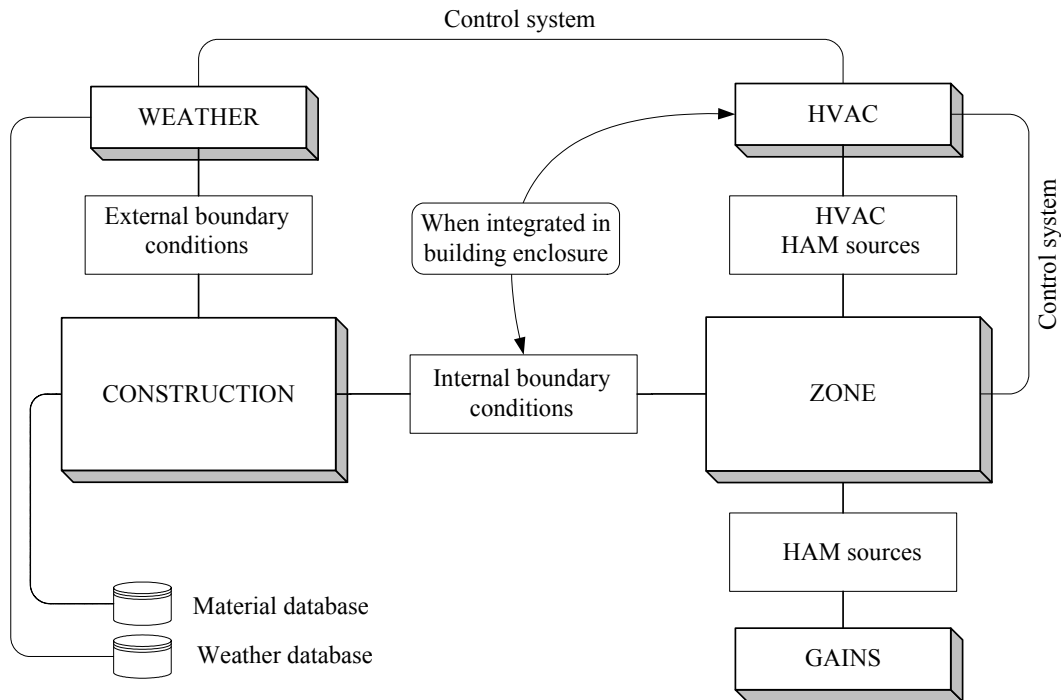 Control system
WEATHER
HVAC
External boundary
conditions
When integrated in
building enclosure
HVAC
HAM sources
Control system
CONSTRUCTION
Internal boundary
conditions
ZONE
HAM sources
Material database
Weather database
GAINS